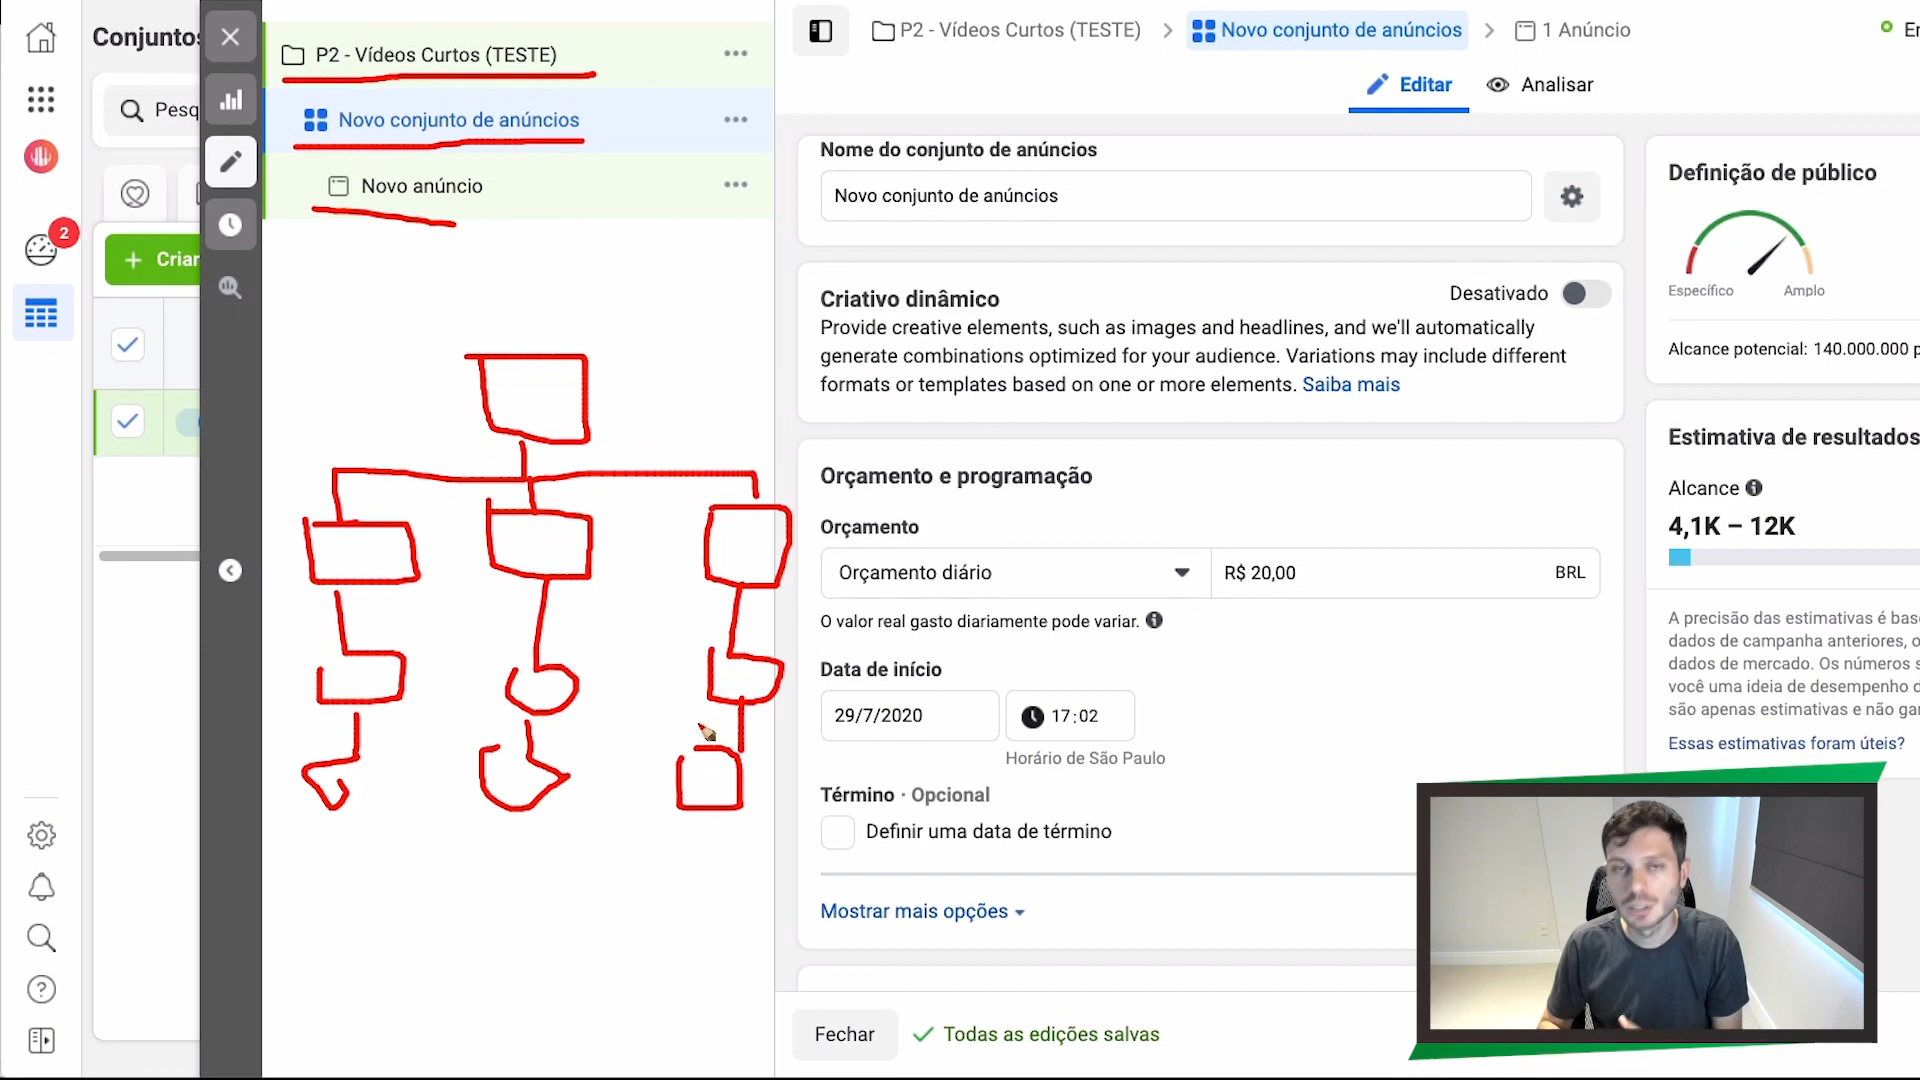 Conjuntos
Pesq
2
Criar
P2 - Vídeos Curtos (TESTE)
Novo conjunto de anúncios
Novo anúncio
P2 - Vídeos Curtos (TESTE)
Novo conjunto de anúncios
1 Anúncio
Editar
Analisar
Nome do conjunto de anúncios
Novo conjunto de anúncios
Criativo dinâmico
Desativado
Provide creative elements, such as images and headlines, and we'll automatically
generate combinations optimized for your audience. Variations may include different
formats or templates based on one or more elements. Saiba mais
Orçamento e programação
Orçamento
Orçamento diário
R$ 20,00
BRL
O valor real gasto diariamente pode variar.
Data de início
29/7/2020
17:02
Horário de São Paulo
Término · Opcional
Definir uma data de término
Mostrar mais opções
Fechar
Todas as edições salvas
Definição de público
Específico
Amplo
Alcance potencial: 140.000.000 p
Estimativa de resultados
Alcance
4,1K – 12K
A precisão das estimativas é bas
dados de campanha anteriores, o
dados de mercado. Os números s
você uma ideia de desempenho d
são apenas estimativas e não ga
Essas estimativas foram úteis?